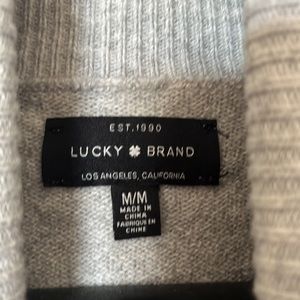 EST. 1990
LUCKY BRAND
LOS ANGELES, CALIFORNIA
M/M
MADE IN
CHINA
FABRIQUÉ EN
CHINE